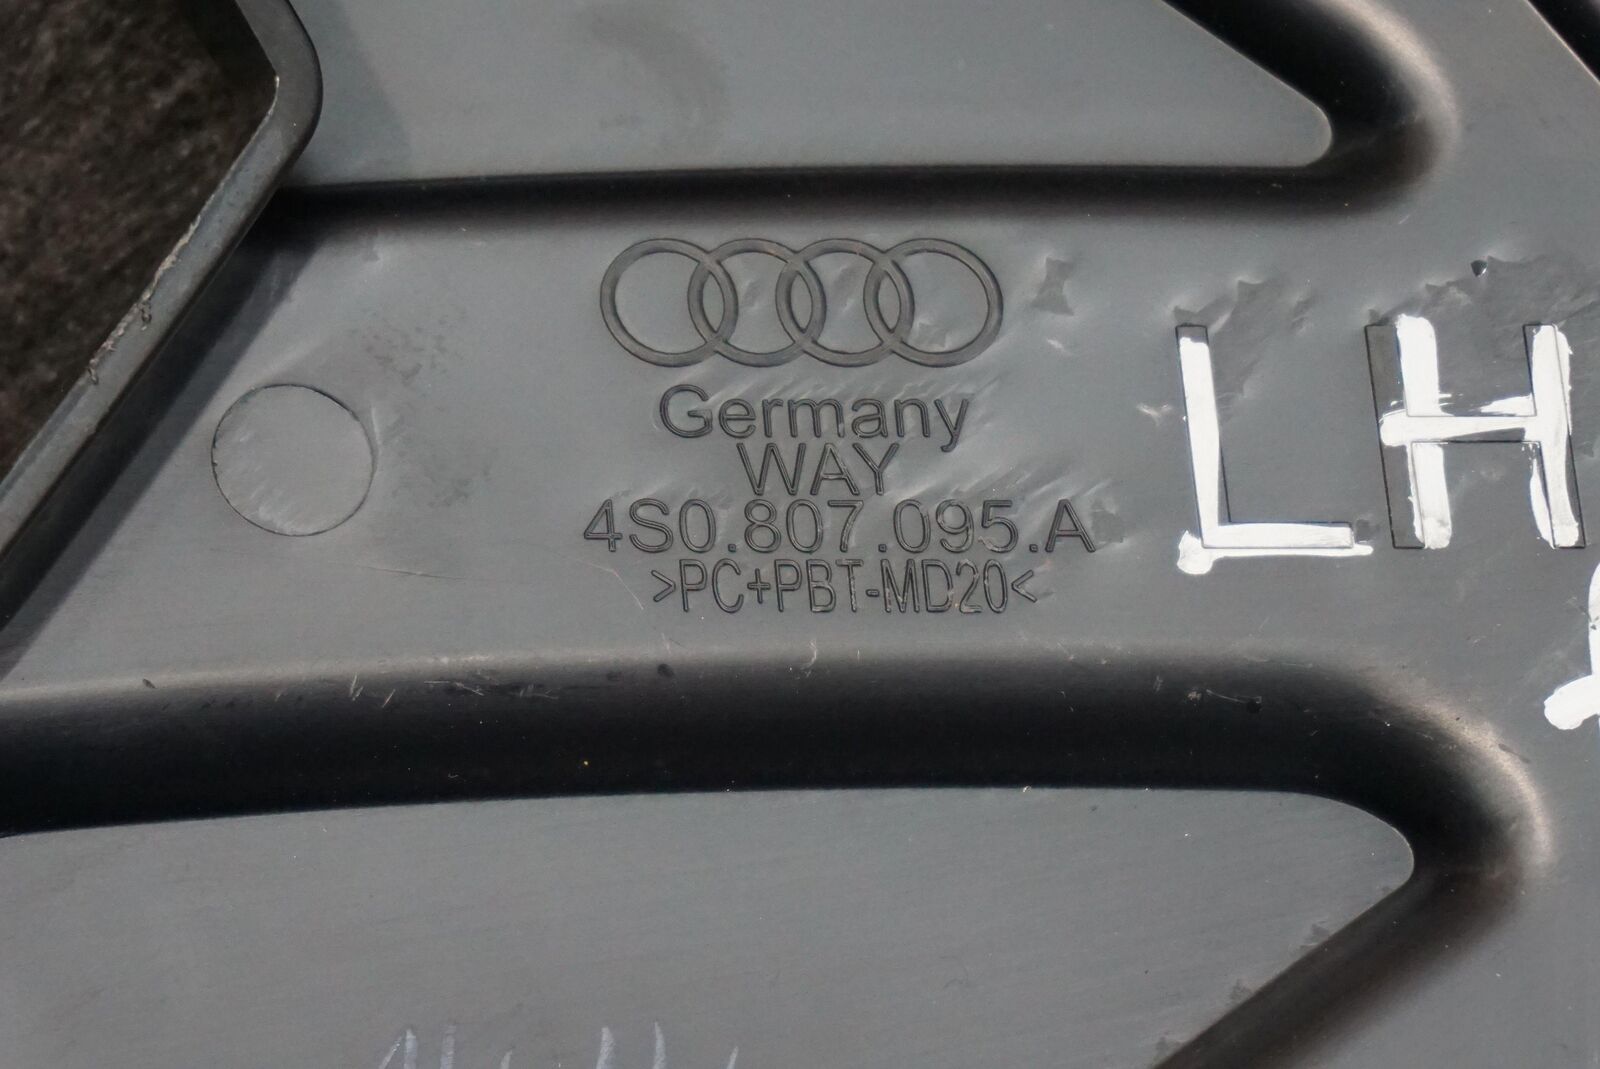 Germany
WAY
4S0.807.095.A
>PC+PBT-MD20<
LH